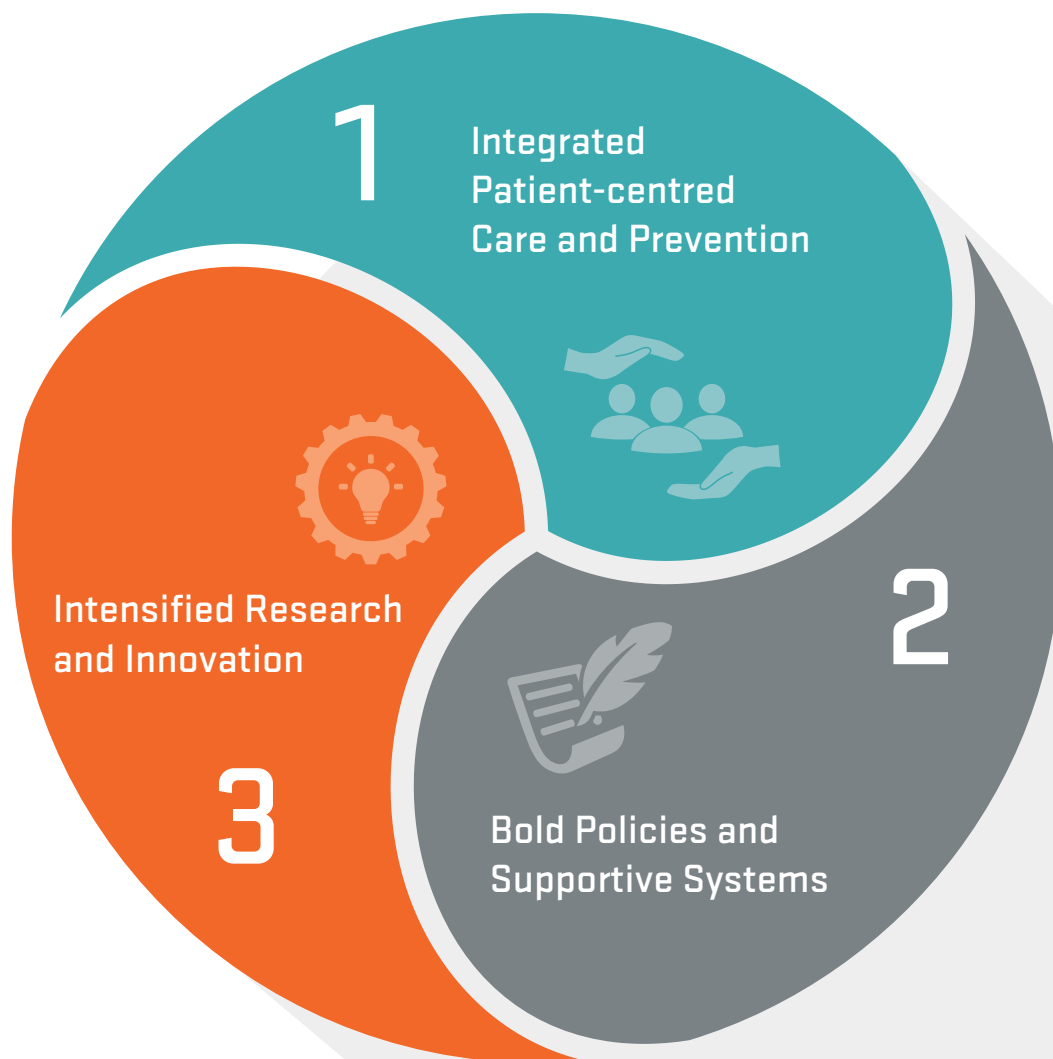 1
Integrated
Patient-centred
Care and Prevention
2
Bold Policies and
Supportive Systems
3
Intensified Research
and Innovation